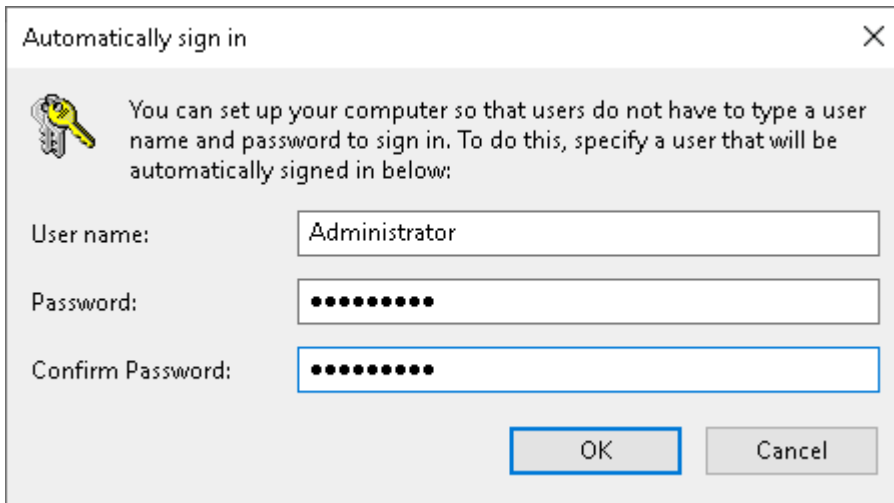 Automatically sign in
You can set up your computer so that users do not have to type a user
name and password to sign in. To do this, specify a user that will be
automatically signed in below:
User name:
Administrator
Password:
●●●●●●●●●
Confirm Password:
●●●●●●●●●
OK
Cancel